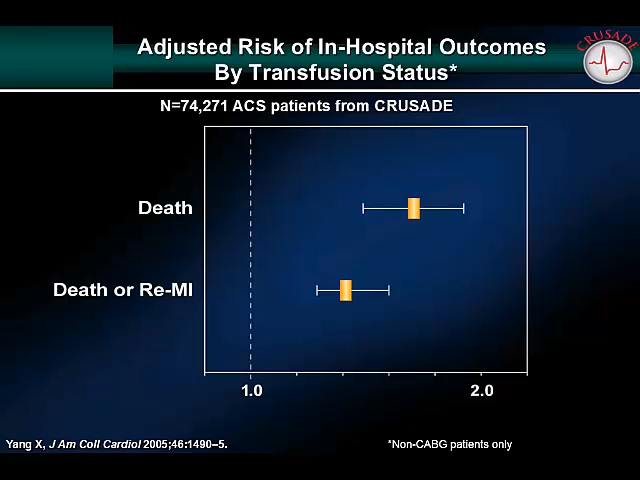 Adjusted Risk of In-Hospital Outcomes
By Transfusion Status*
CRUSADE
N=74,271 ACS patients from CRUSADE
Death
Death or Re-MI
1.0
2.0
Yang X, J Am Coll Cardiol 2005;46:1490–5.
*Non-CABG patients only